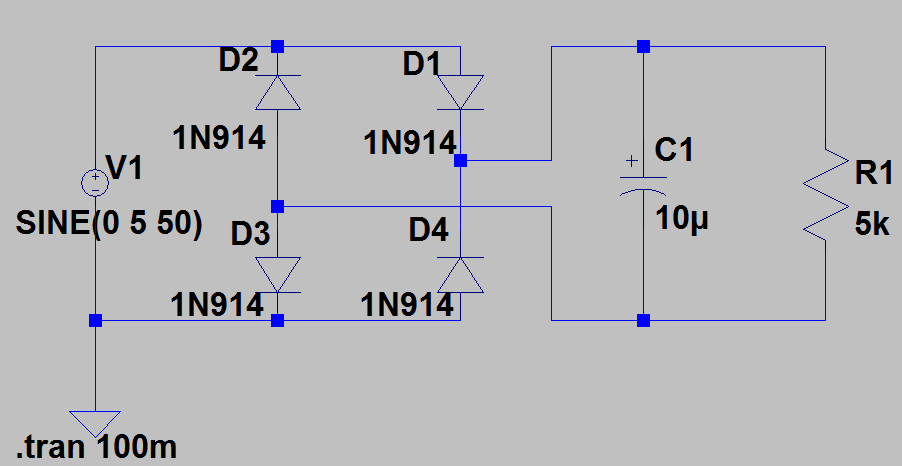 D2
D1
1N914
1N914
V1
SINE(0 5 50)
D3
D4
1N914
1N914
+
C1
10µ
R1
5k
.tran 100m